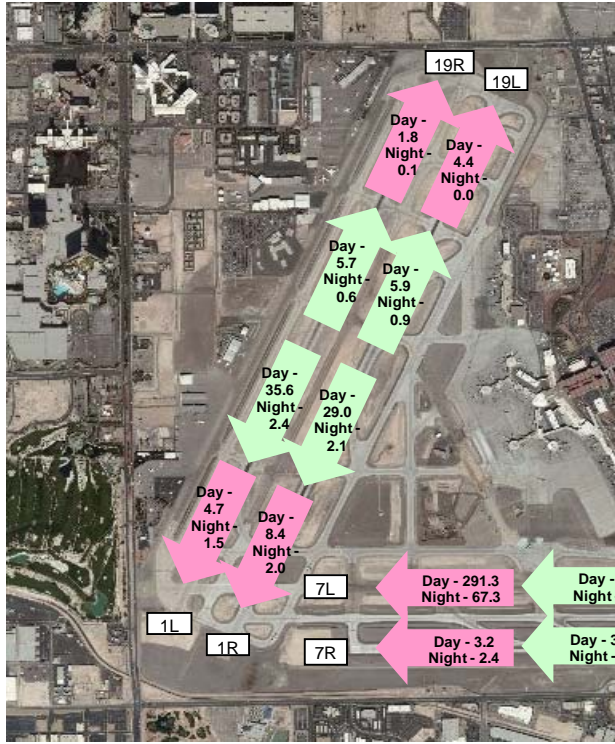 19R
19L
Day -
1.8
Night -
0.1
Day -
4.4
Night -
0.0
Day -
5.7
Night -
0.6
Day -
5.9
Night -
0.9
Day -
35.6
Night -
2.4
Day -
29.0
Night -
2.1
Day -
4.7
Night -
1.5
Day -
8.4
Night -
2.0
7L
Day - 291.3
Night - 67.3
Day -
Night
1L
1R
7R
Day - 3.2
Night - 2.4
Day - 3
Night -